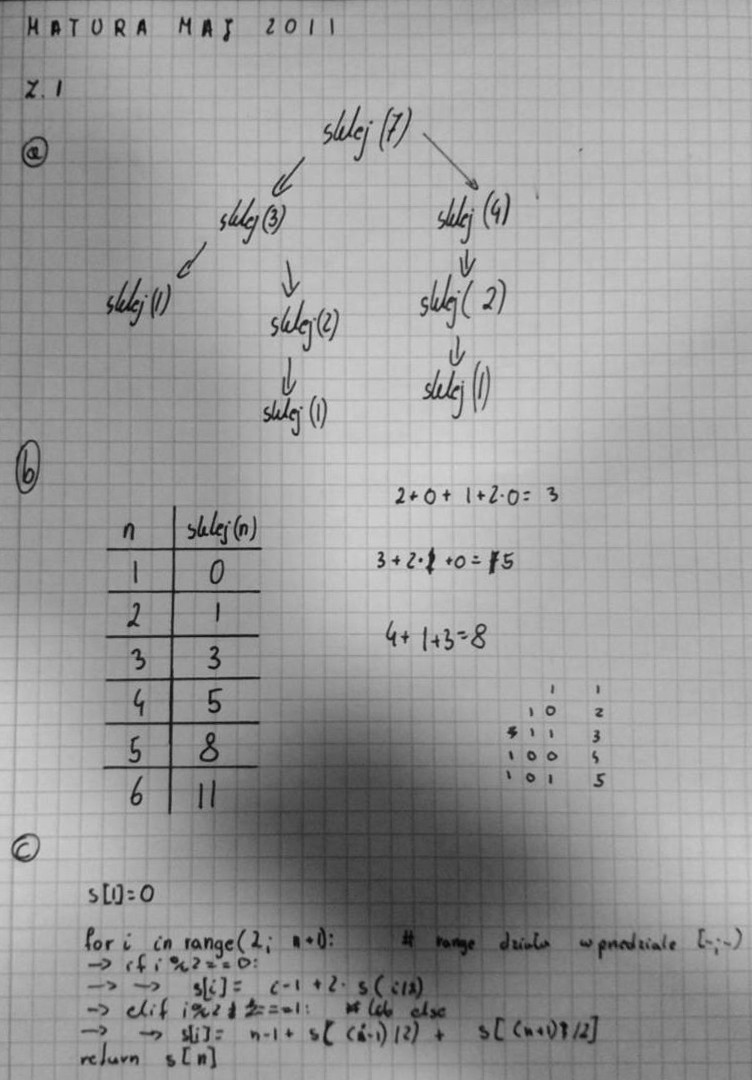 MATURA MAJ 2011
Z. 1
a
sklej (7)
sklej (3) sklej (4)
sklej (1) sklej (2) sklej ( 2)
sklej (1) sklej (1)
b
2+0+ 1+2·0= 3
n sklej (n)
1 0
3+2·1 +0= 5
2 1
4+ 1+3=8
3 3
4 5
5 8
6 11
1 1
1 0 2
1 1 3
1 0 0 4
1 0 1 5
c
s[1]=0
for i in range(2; n+1): # range działa w przedziale [-;-)
→ if i%2==0:
→ → s[i]= i-1 + 2· s(i/2)
→ elif i%2 ==1: # lub else
→ → s[i]= n-1+ s[ (n-1)/2) + s[ (n+1) /2]
return s[n]